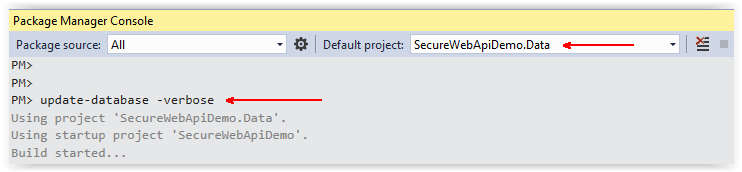 Package Manager Console
Package source: All Default project: SecureWebApiDemo.Data
PM>
PM>
PM> update-database -verbose
Using project 'SecureWebApiDemo.Data'.
Using startup project 'SecureWebApiDemo'.
Build started...